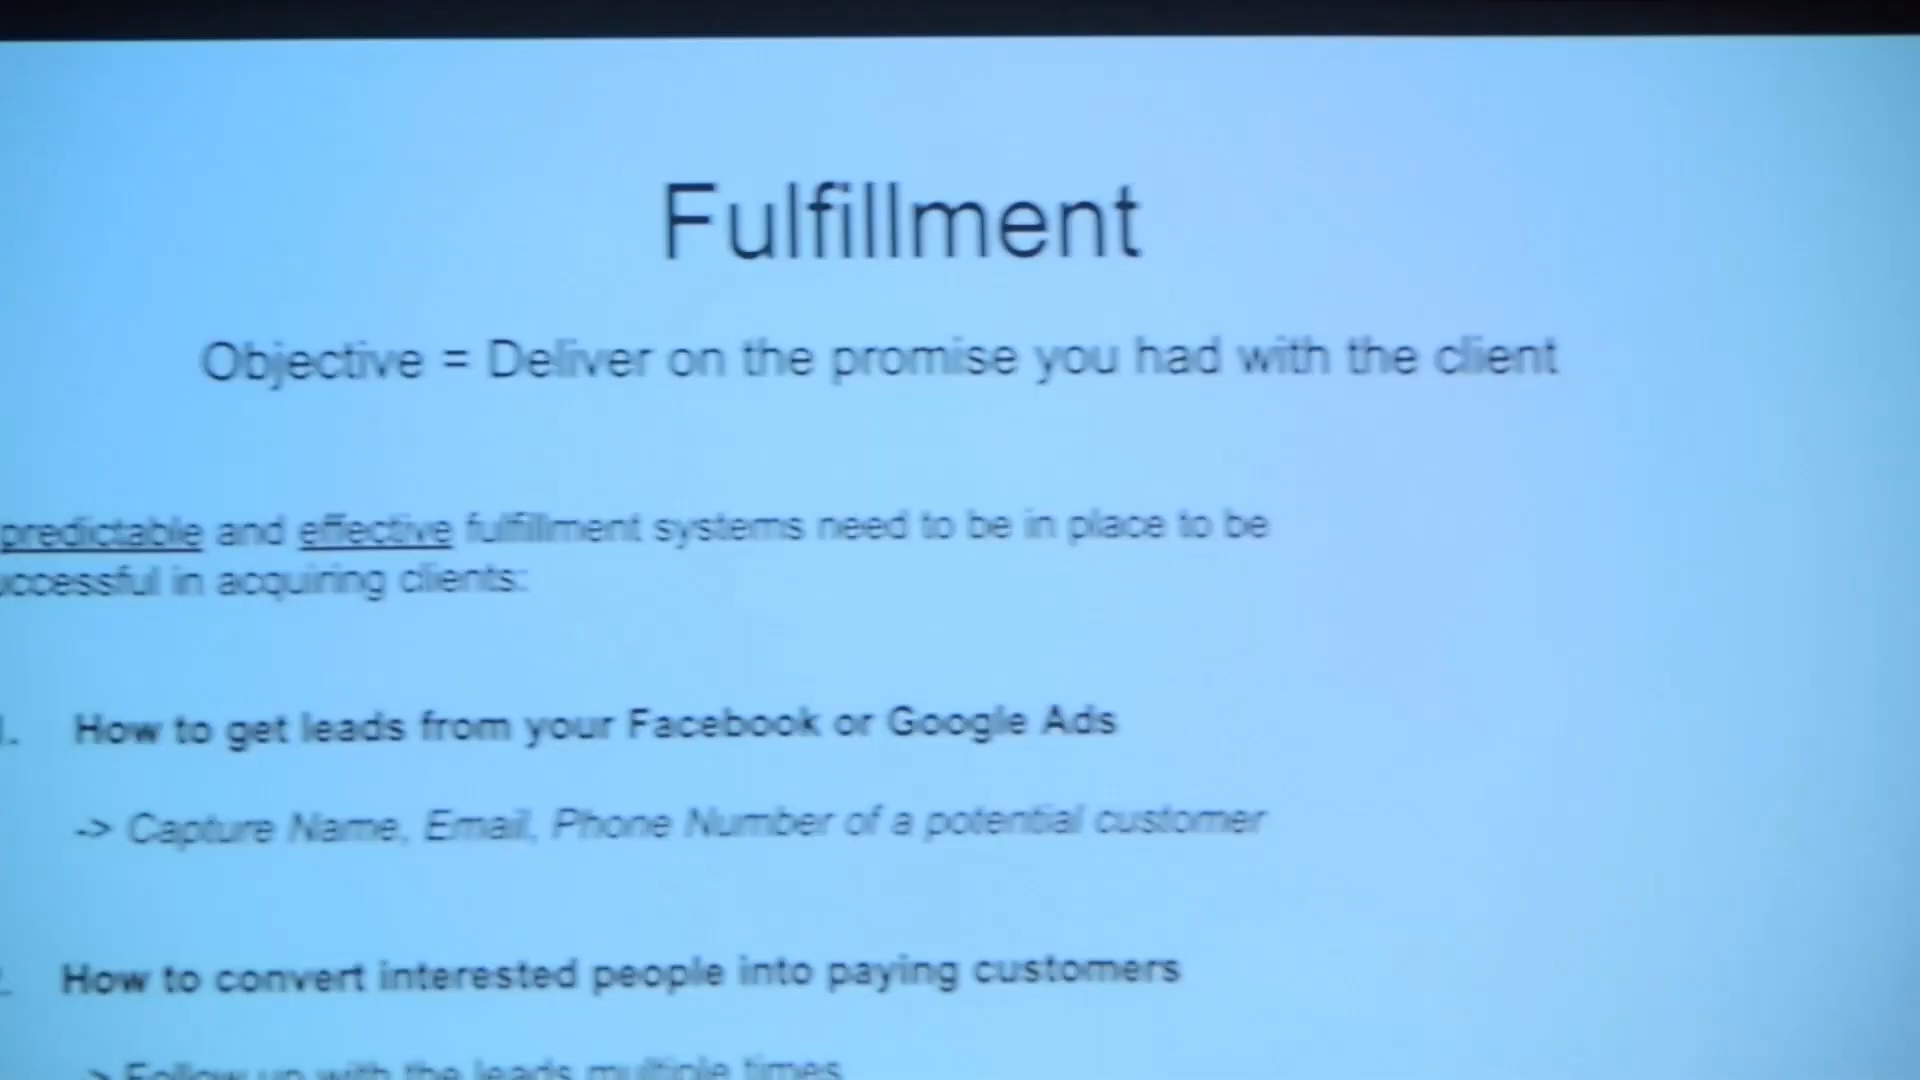 Fulfillment
Objective = Deliver on the promise you had with the client
predictable and effective fulfillment systems need to be in place to be
uccessful in acquiring clients:
1. How to get leads from your Facebook or Google Ads
-> Capture Name, Email, Phone Number of a potential customer
2. How to convert interested people into paying customers
-> Follow up with the leads multiple times